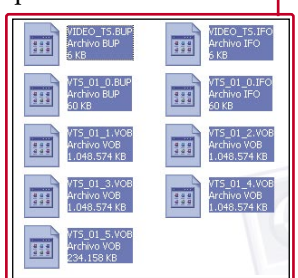 VIDEO_TS.BUP
Archivo BUP
6 KB
VIDEO_TS.IFO
Archivo IFO
6 KB
VTS_01_0.BUP
Archivo BUP
60 KB
VTS_01_0.IFO
Archivo IFO
60 KB
VTS_01_1.VOB
Archivo VOB
1.048.574 KB
VTS_01_2.VOB
Archivo VOB
1.048.574 KB
VTS_01_3.VOB
Archivo VOB
1.048.574 KB
VTS_01_4.VOB
Archivo VOB
1.048.574 KB
VTS_01_5.VOB
Archivo VOB
234.158 KB